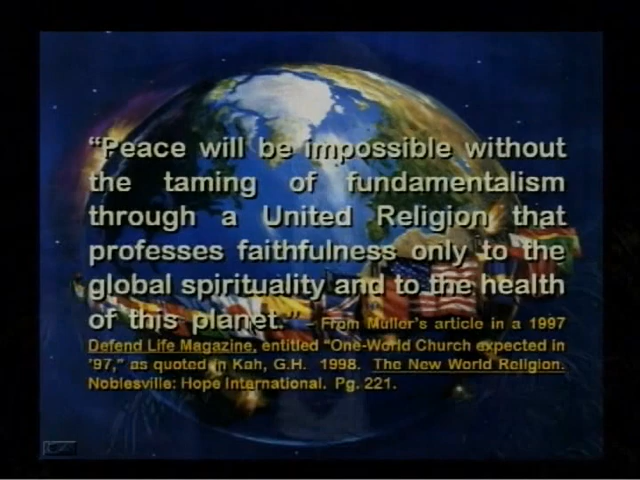 “Peace will be impossible without
the taming of fundamentalism
through a United Religion that
professes faithfulness only to the
global spirituality and to the health
of this planet.” – From Muller’s article in a 1997
Defend Life Magazine, entitled “One-World Church expected in
’97,” as quoted in Kah, G.H. 1998. The New World Religion.
Noblesville: Hope International. Pg. 221.